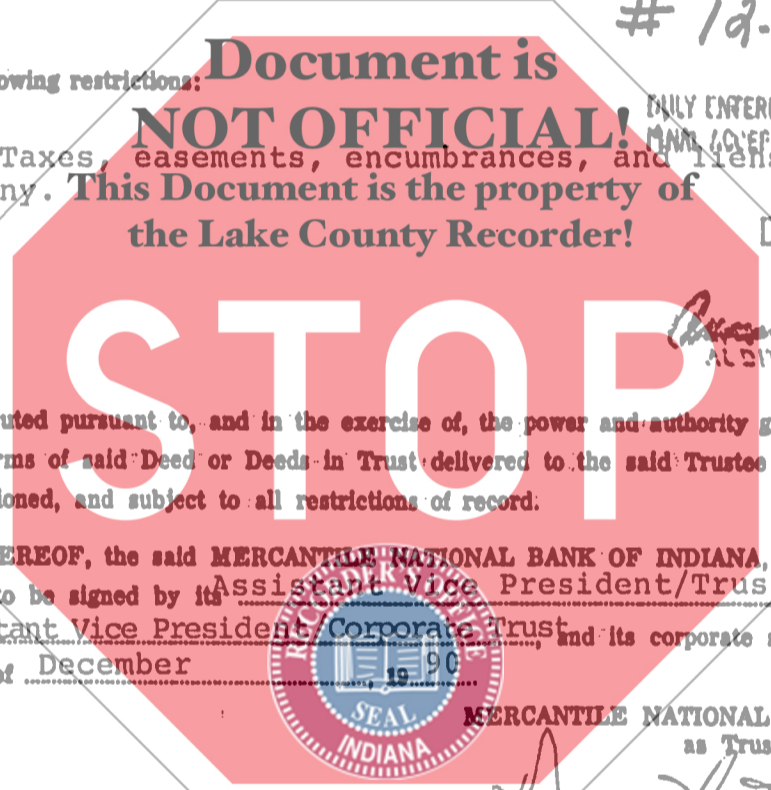 # 12-
Document is
owing restrictions:
NOT OFFICIAL!
Taxes, easements, encumbrances, and liens
ny.
This Document is the property of
the Lake County Recorder!
STOP
uted pursuant to, and in the exercise of, the power and authority g
rms of said Deed or Deeds in Trust delivered to the said Trustee
ioned, and subject to all restrictions of record.
EREOF, the said MERCANTILE NATIONAL BANK OF INDIANA,
to be signed by its Assistant Vice President/Trus
tant Vice President Corporate Trust, and its corporate s
of December, 19 90
RECORDER'S OFFICE
SEAL
INDIANA
MERCANTILE NATIONAL
as Trus